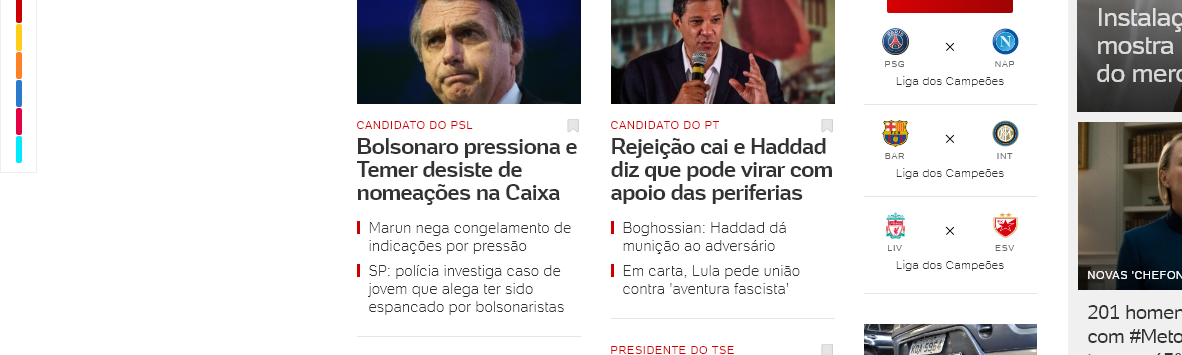 CANDIDATO DO PSL
Bolsonaro pressiona e
Temer desiste de
nomeações na Caixa
Marun nega congelamento de
indicações por pressão
SP: polícia investiga caso de
jovem que alega ter sido
espancado por bolsonaristas
CANDIDATO DO PT
Rejeição cai e Haddad
diz que pode virar com
apoio das periferias
Boghossian: Haddad dá
munição ao adversário
Em carta, Lula pede união
contra 'aventura fascista'
PRESIDENTE DO TSE
PSG × NAP
Liga dos Campeões
BAR × INT
Liga dos Campeões
LIV × ESV
Liga dos Campeões
Instalaç
mostra
do merc
NOVAS 'CHEFON
201 homen
com #Meto